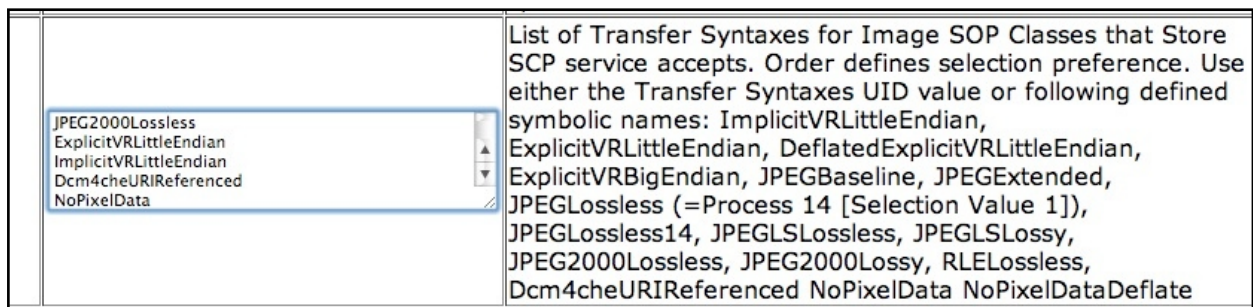 JPEG2000Lossless
ExplicitVRLittleEndian
ImplicitVRLittleEndian
Dcm4cheURIReferenced
NoPixelData
List of Transfer Syntaxes for Image SOP Classes that Store
SCP service accepts. Order defines selection preference. Use
either the Transfer Syntaxes UID value or following defined
symbolic names: ImplicitVRLittleEndian,
ExplicitVRLittleEndian, DeflatedExplicitVRLittleEndian,
ExplicitVRBigEndian, JPEGBaseline, JPEGExtended,
JPEGLossless (=Process 14 [Selection Value 1]),
JPEGLossless14, JPEGLSLossless, JPEGLSLossy,
JPEG2000Lossless, JPEG2000Lossy, RLELossless,
Dcm4cheURIReferenced NoPixelData NoPixelDataDeflate